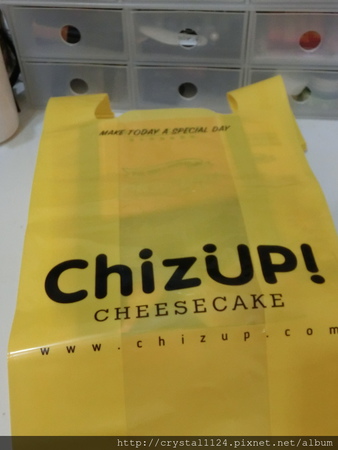 MAKE TODAY A SPECIAL DAY
ChizUP!
CHEESECAKE
www.chizup.com
http://crystal1124.pixnet.net/album